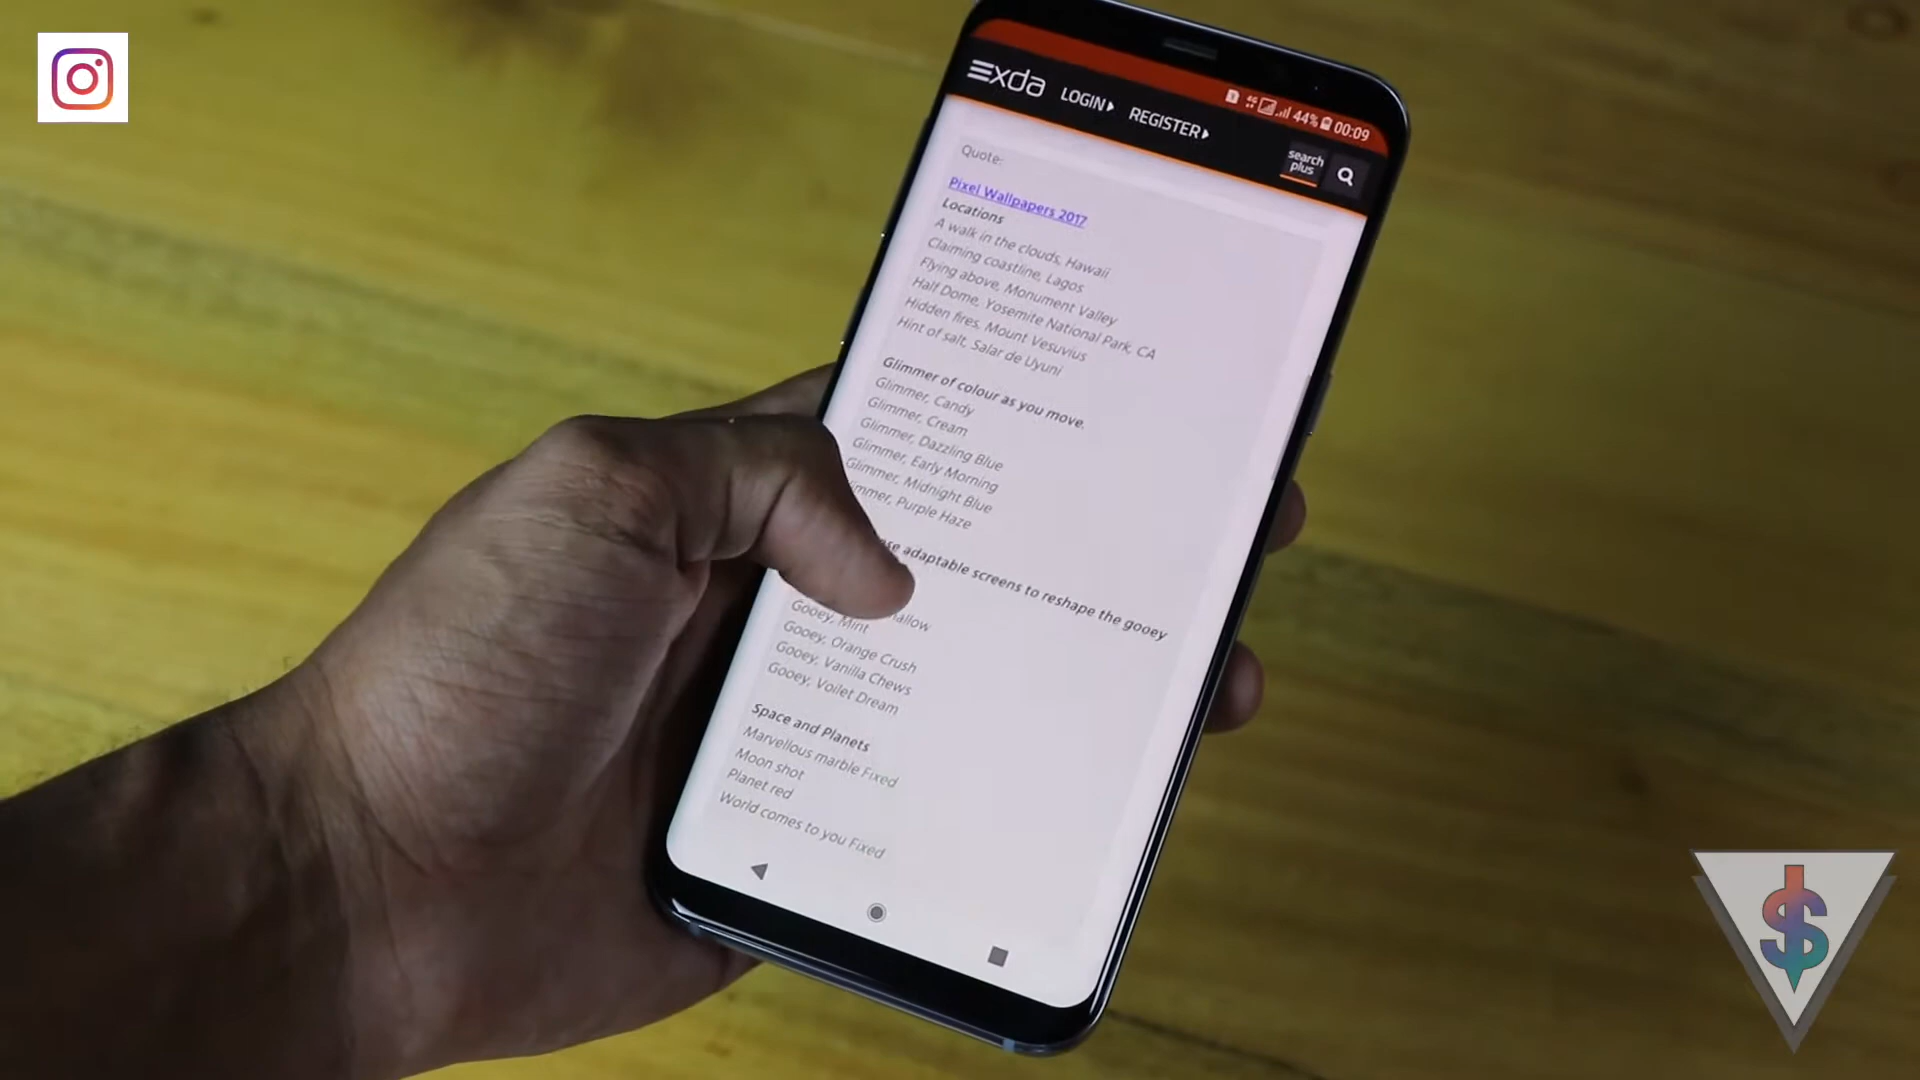 xda LOGIN REGISTER
4G 44% 00:09
search
plus
Quote:
Pixel Wallpapers 2017
Locations
A walk in the clouds, Hawaii
Claiming coastline, Lagos
Flying above, Monument Valley
Half Dome, Yosemite National Park, CA
Hidden fires, Mount Vesuvius
Hint of salt, Salar de Uyuni
Glimmer of colour as you move.
Glimmer, Candy
Glimmer, Cream
Glimmer, Dazzling Blue
Glimmer, Early Morning
Glimmer, Midnight Blue
immer, Purple Haze
adaptable screens to reshape the gooey
allow
Gooey, Mint
Gooey, Orange Crush
Gooey, Vanilla Chews
Gooey, Voilet Dream
Space and Planets
Marvellous marble Fixed
Moon shot
Planet red
World comes to you Fixed